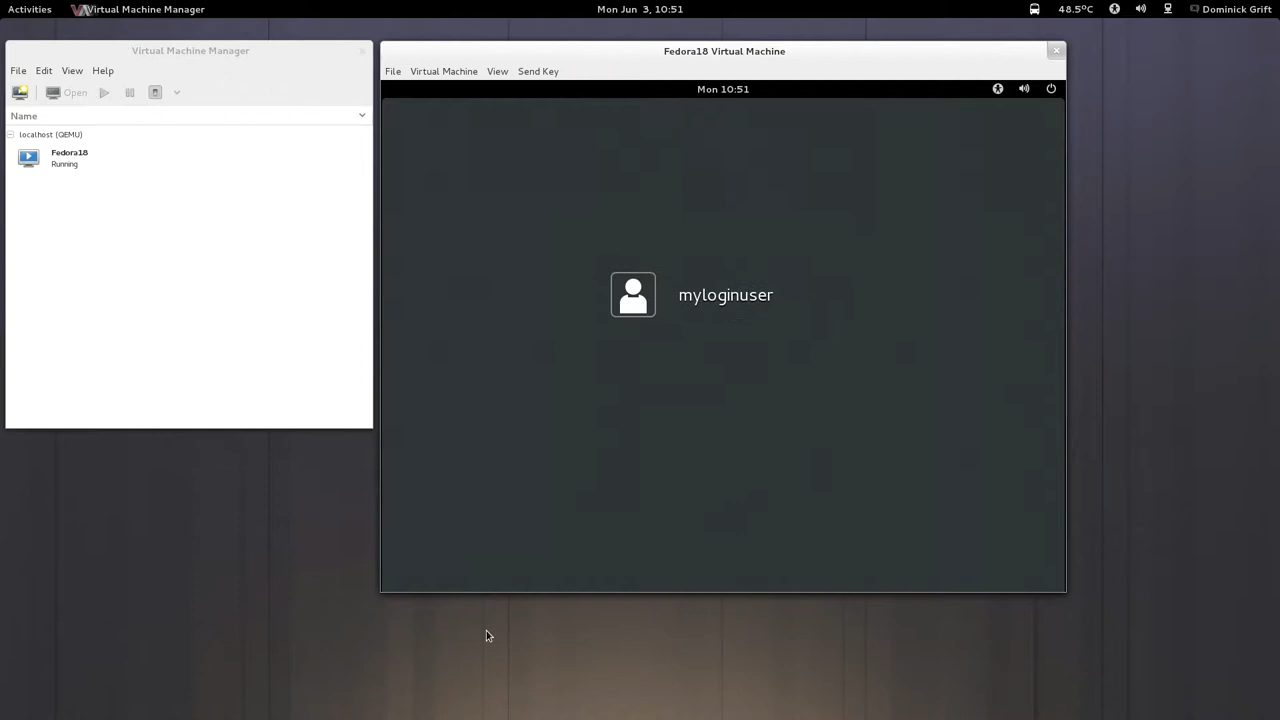 Activities Virtual Machine Manager Mon Jun 3, 10:51 48.5ºC Dominick Grift
Virtual Machine Manager
File Edit View Help
Open
Name
localhost (QEMU)
Fedora18
Running
Fedora18 Virtual Machine
File Virtual Machine View Send Key
Mon 10:51
myloginuser